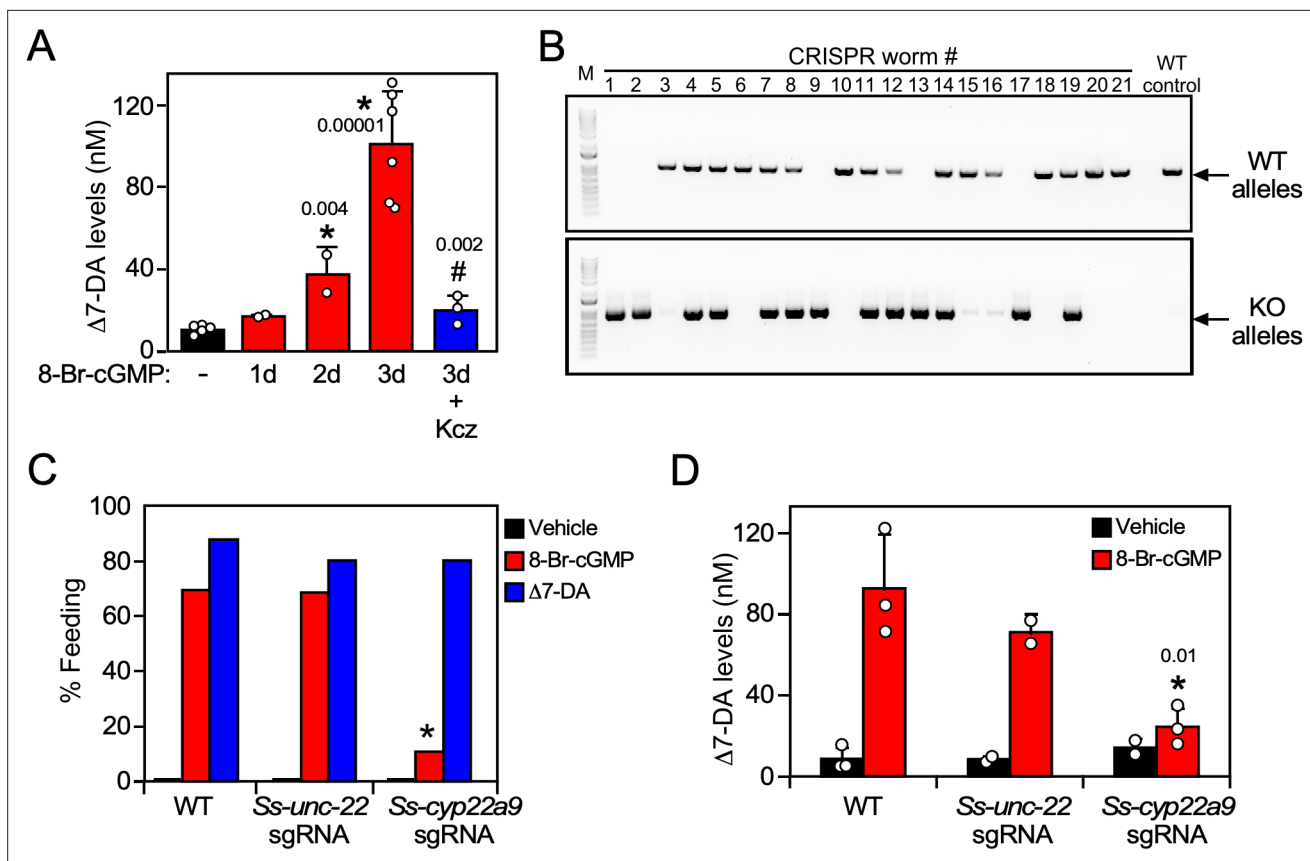 A
Δ7-DA levels (nM)
120
80
40
0
*
0.00001
0.004
*
0.002
#
8-Br-cGMP: - 1d 2d 3d 3d
+
Kcz
B
CRISPR worm #
WT
control
M
1 2 3 4 5 6 7 8 9 10 11 12 13 14 15 16 17 18 19 20 21
WT
alleles
KO
alleles
C
% Feeding
100
80
60
40
20
0
Vehicle
8-Br-cGMP
Δ7-DA
*
WT Ss-unc-22 Ss-cyp22a9
sgRNA sgRNA
D
Δ7-DA levels (nM)
120
80
40
0
Vehicle
8-Br-cGMP
0.01
*
WT Ss-unc-22 Ss-cyp22a9
sgRNA sgRNA